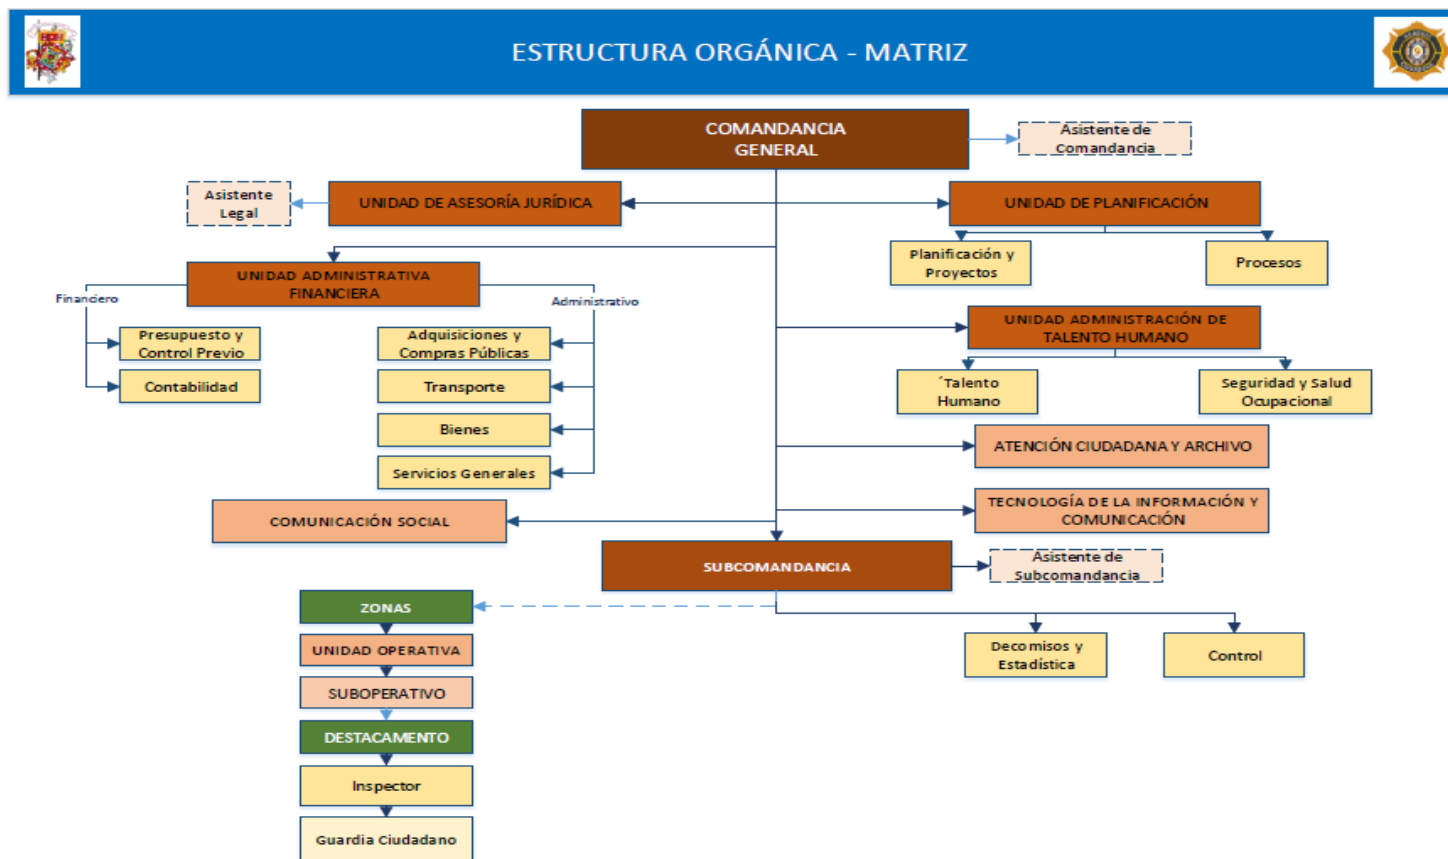 ESTRUCTURA ORGÁNICA - MATRIZ
COMANDANCIA
GENERAL
Asistente de
Comandancia
Asistente
Legal
UNIDAD DE ASESORÍA JURÍDICA
UNIDAD DE PLANIFICACIÓN
Planificación y
Proyectos
Procesos
UNIDAD ADMINISTRATIVA
FINANCIERA
Financiero
Administrativo
Presupuesto y
Control Previo
Contabilidad
Adquisiciones y
Compras Públicas
Transporte
Bienes
Servicios Generales
UNIDAD ADMINISTRACIÓN DE
TALENTO HUMANO
´Talento
Humano
Seguridad y Salud
Ocupacional
ATENCIÓN CIUDADANA Y ARCHIVO
TECNOLOGÍA DE LA INFORMACIÓN Y
COMUNICACIÓN
COMUNICACIÓN SOCIAL
SUBCOMANDANCIA
Asistente de
Subcomandancia
ZONAS
UNIDAD OPERATIVA
SUBOPERATIVO
DESTACAMENTO
Inspector
Guardia Ciudadano
Decomisos y
Estadística
Control